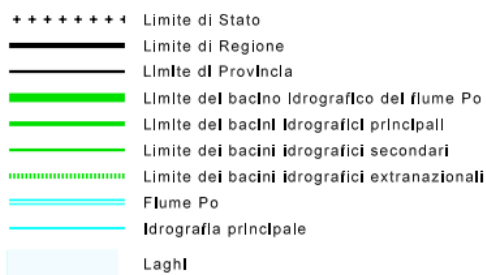 Limite di Stato
Limite di Regione
Limite di Provincia
Limite del bacino idrografico del fiume Po
Limite dei bacini idrografici principali
Limite dei bacini idrografici secondari
Limite dei bacini idrografici extranazionali
Fiume Po
Idrografia principale
Laghi